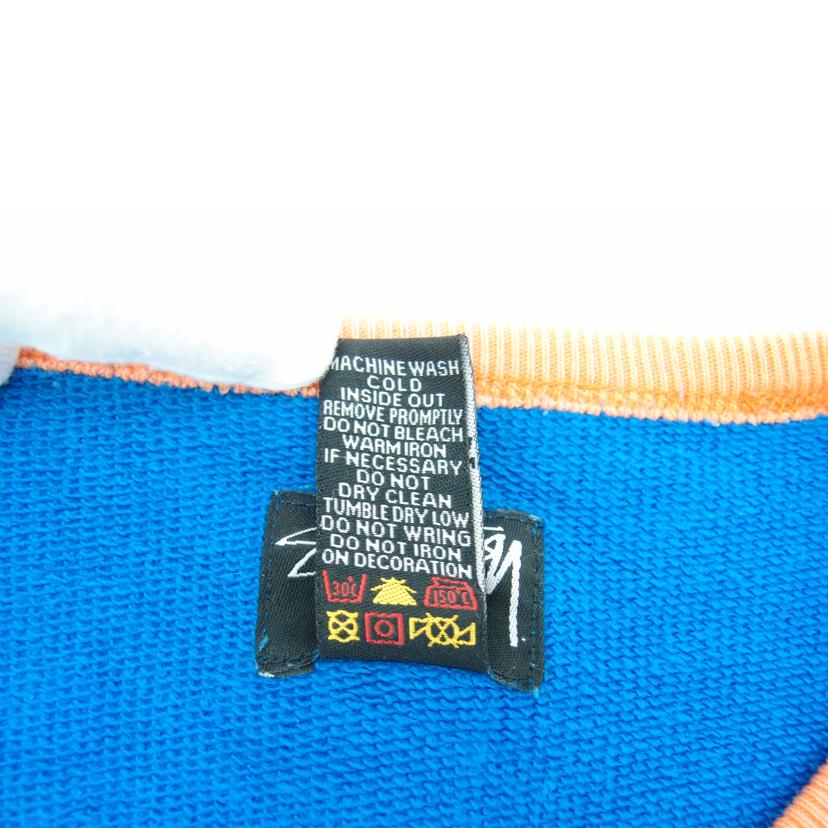 MACHINE WASH
COLD
INSIDE OUT
REMOVE PROMPTLY
DO NOT BLEACH
WARM IRON
IF NECESSARY
DO NOT
DRY CLEAN
TUMBLE DRY LOW
DO NOT WRING
DO NOT IRON
ON DECORATION
30°C
150°C